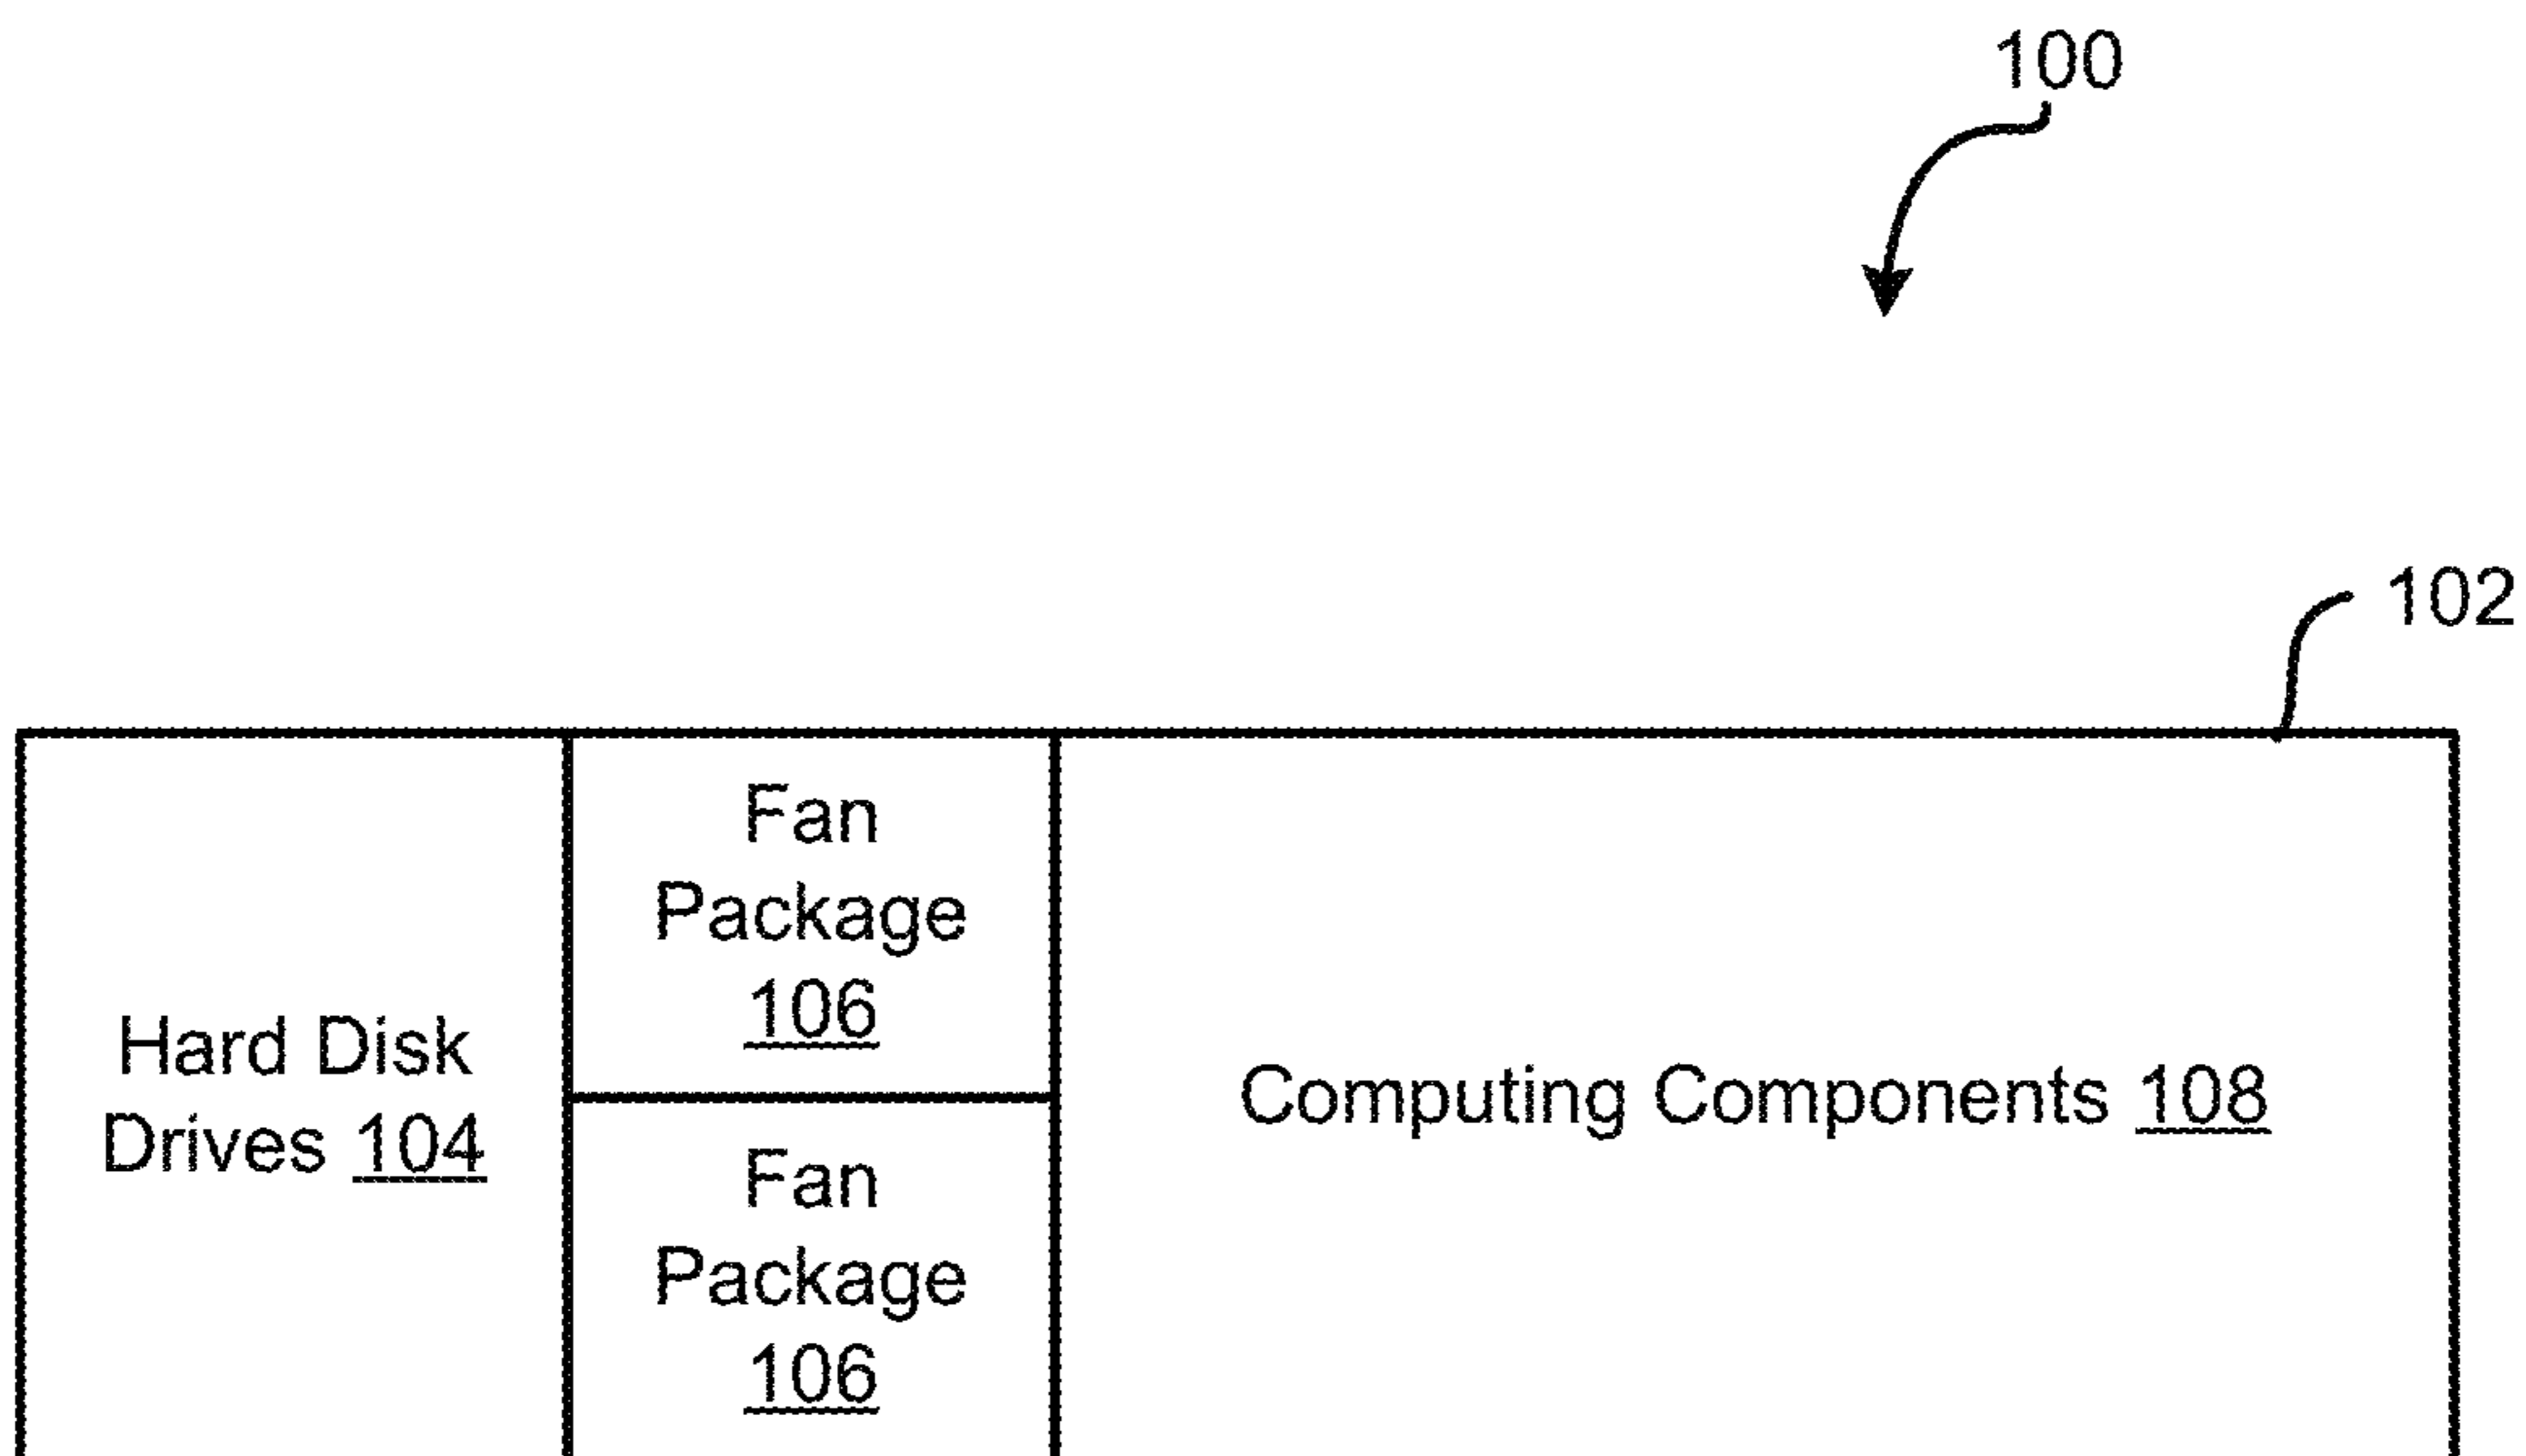 100
102
Hard Disk
Drives 104
Fan
Package
106
Fan
Package
106
Computing Components 108